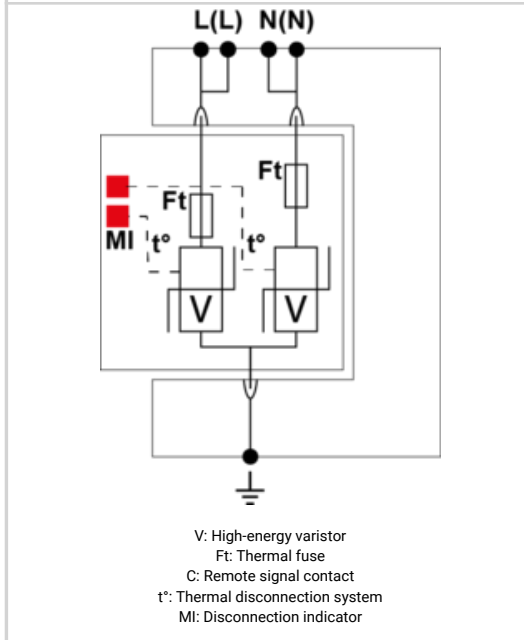 L(L) N(N)
Ft
Ft
MI t° t°
V V
V: High-energy varistor
Ft: Thermal fuse
C: Remote signal contact
t°: Thermal disconnection system
MI: Disconnection indicator